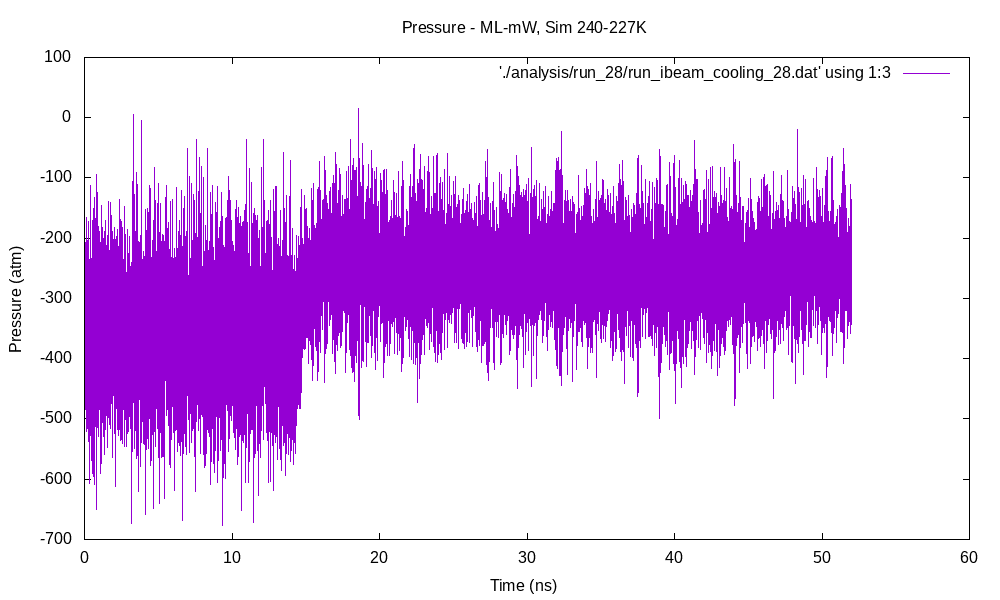 Pressure - ML-mW, Sim 240-227K
'./analysis/run_28/run_ibeam_cooling_28.dat' using 1:3
Pressure (atm)
100
0
-100
-200
-300
-400
-500
-600
-700
0 10 20 30 40 50 60
Time (ns)